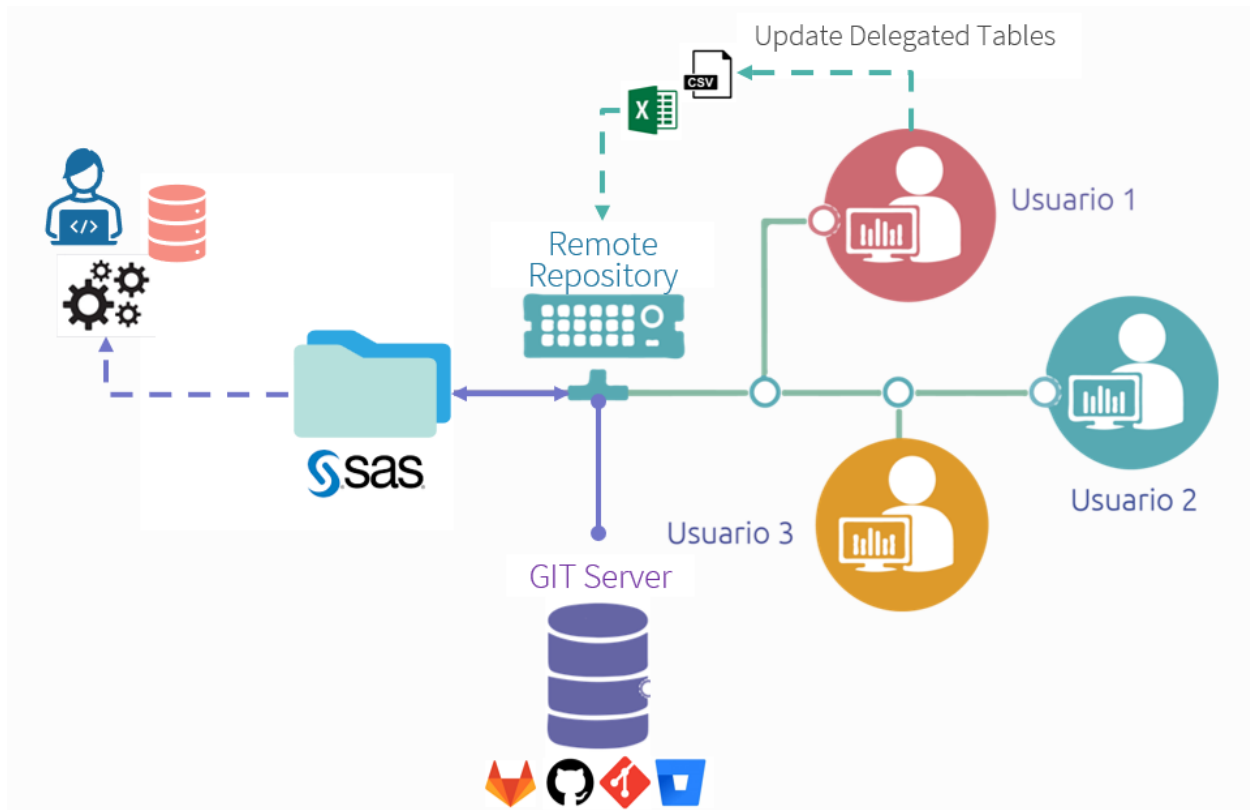 Update Delegated Tables
CSV
X
Usuario 1
</>
Remote
Repository
sas
Usuario 2
Usuario 3
GIT Server